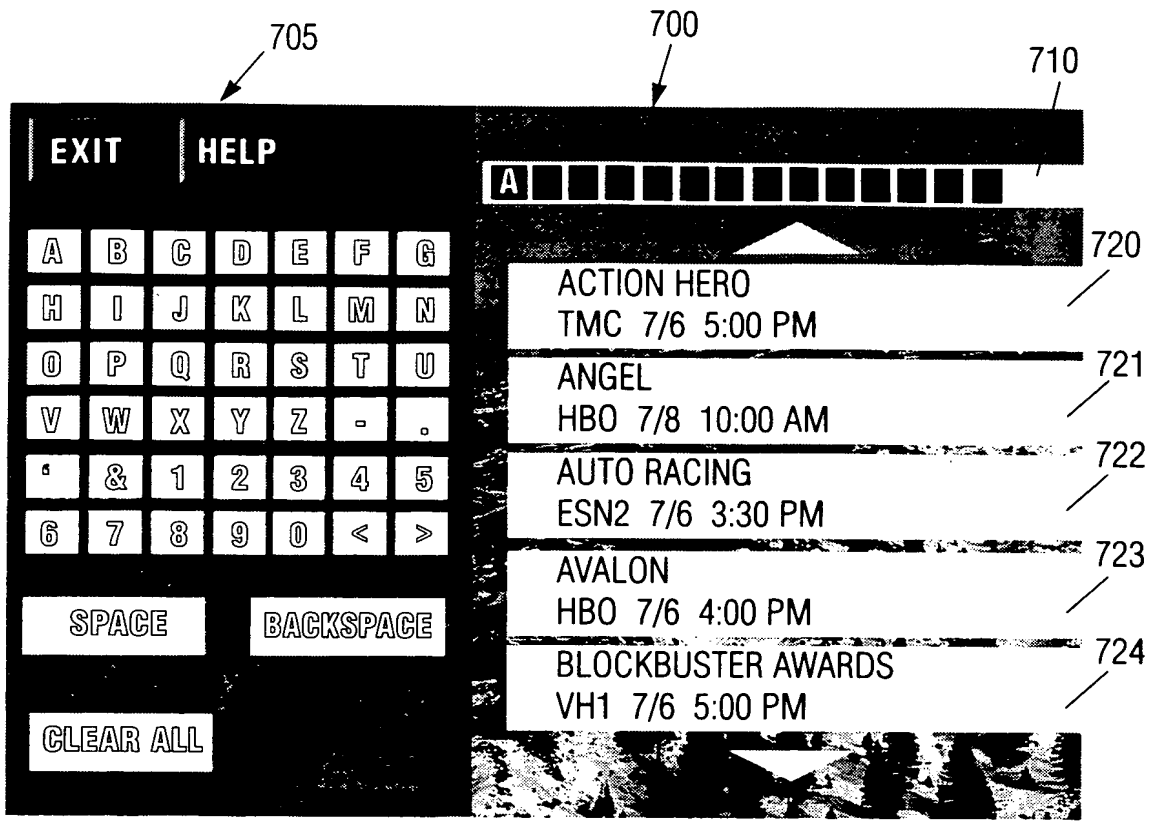 705
700
710
EXIT HELP
A
A B C D E F G
H I J K L M N
O P Q R S T U
V W X Y Z - .
' & 1 2 3 4 5
6 7 8 9 0 < >
SPACE BACKSPACE
CLEAR ALL
ACTION HERO
TMC 7/6 5:00 PM
720
ANGEL
HBO 7/8 10:00 AM
721
AUTO RACING
ESN2 7/6 3:30 PM
722
AVALON
HBO 7/6 4:00 PM
723
BLOCKBUSTER AWARDS
VH1 7/6 5:00 PM
724